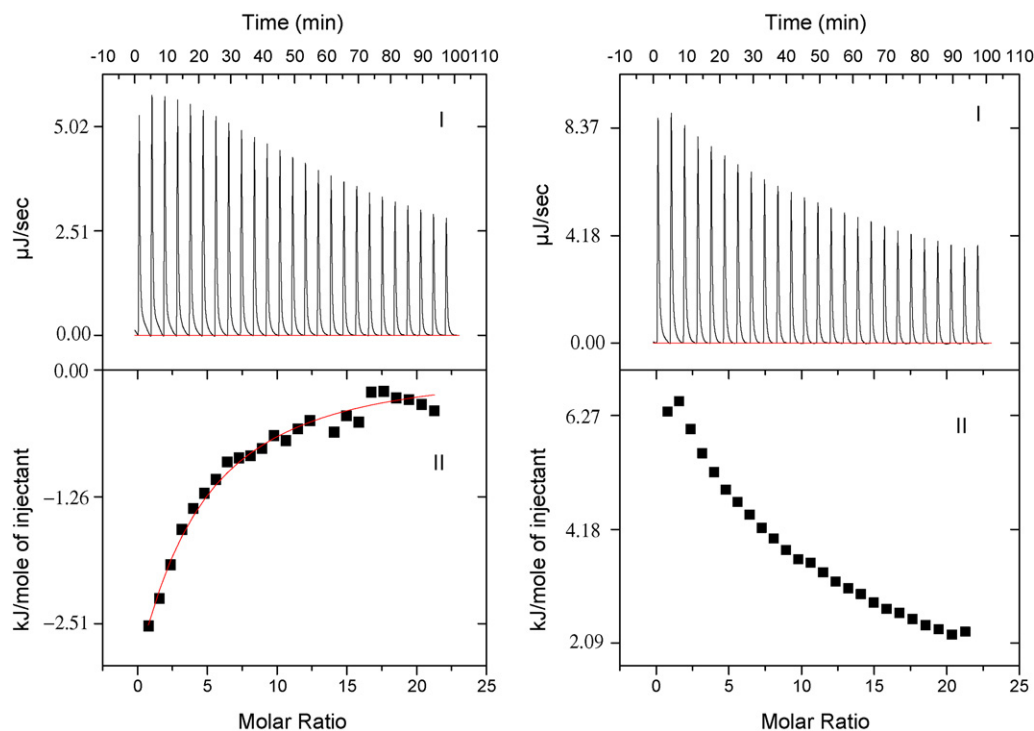 Time (min)
-10 0 10 20 30 40 50 60 70 80 90 100 110
I
5.02
2.51
0.00
µJ/sec
0.00
−1.26
−2.51
kJ/mole of injectant
II
0 5 10 15 20 25
Molar Ratio
Time (min)
-10 0 10 20 30 40 50 60 70 80 90 100 110
I
8.37
4.18
0.00
µJ/sec
6.27
4.18
2.09
kJ/mole of injectant
II
0 5 10 15 20 25
Molar Ratio